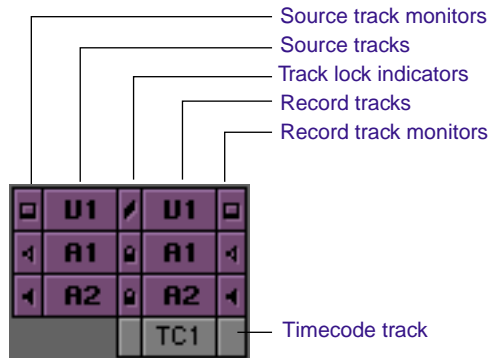 Source track monitors
Source tracks
Track lock indicators
Record tracks
Record track monitors
V1 V1
A1 A1
A2 A2
TC1
Timecode track